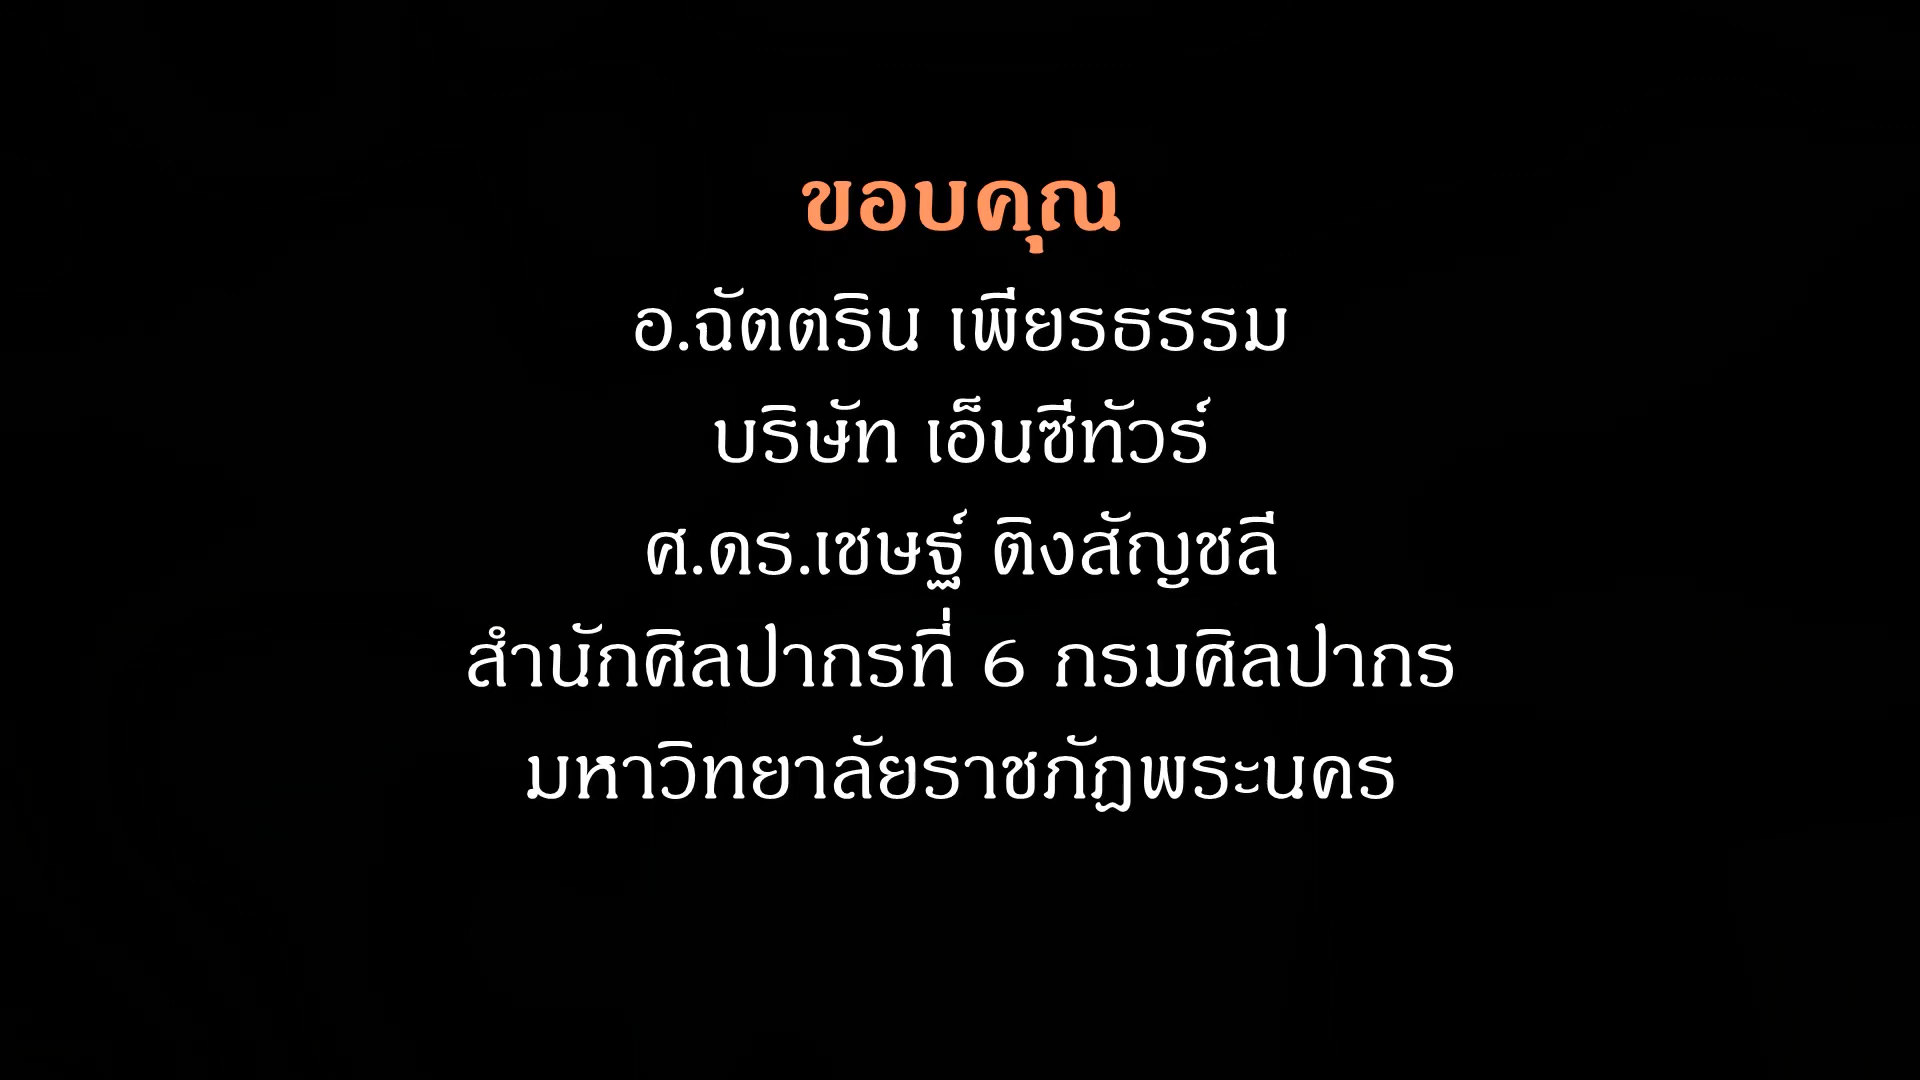 ขอบคุณ
อ.ฉัตตริน เพียรธรรม
บริษัท เอ็นซีทัวร์
ศ.ดร.เชษฐ์ ติงสัญชลี
สำนักศิลปากรที่ 6 กรมศิลปากร
มหาวิทยาลัยราชภัฏพระนคร